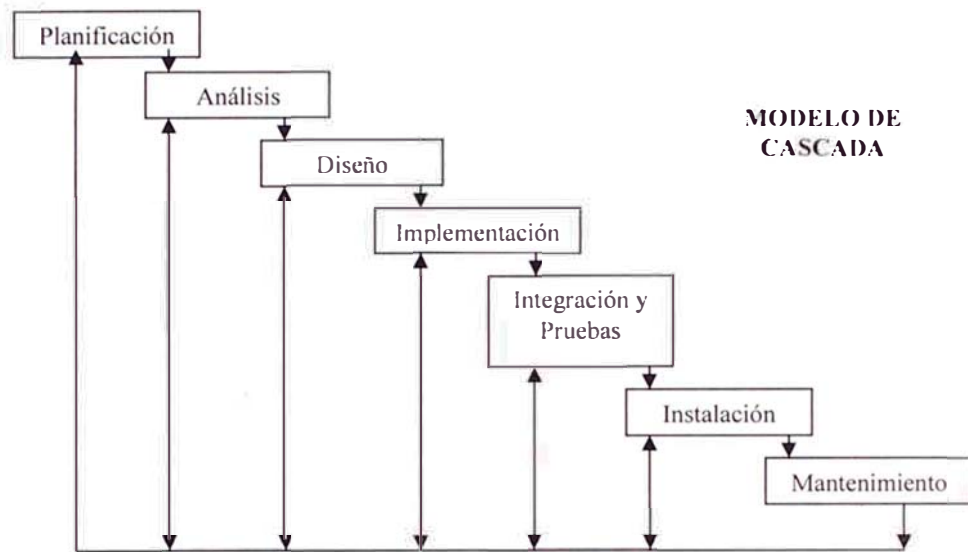 Planificación
Análisis
MODELO DE
CASCADA
Diseño
Implementación
Integración y
Pruebas
Instalación
Mantenimiento